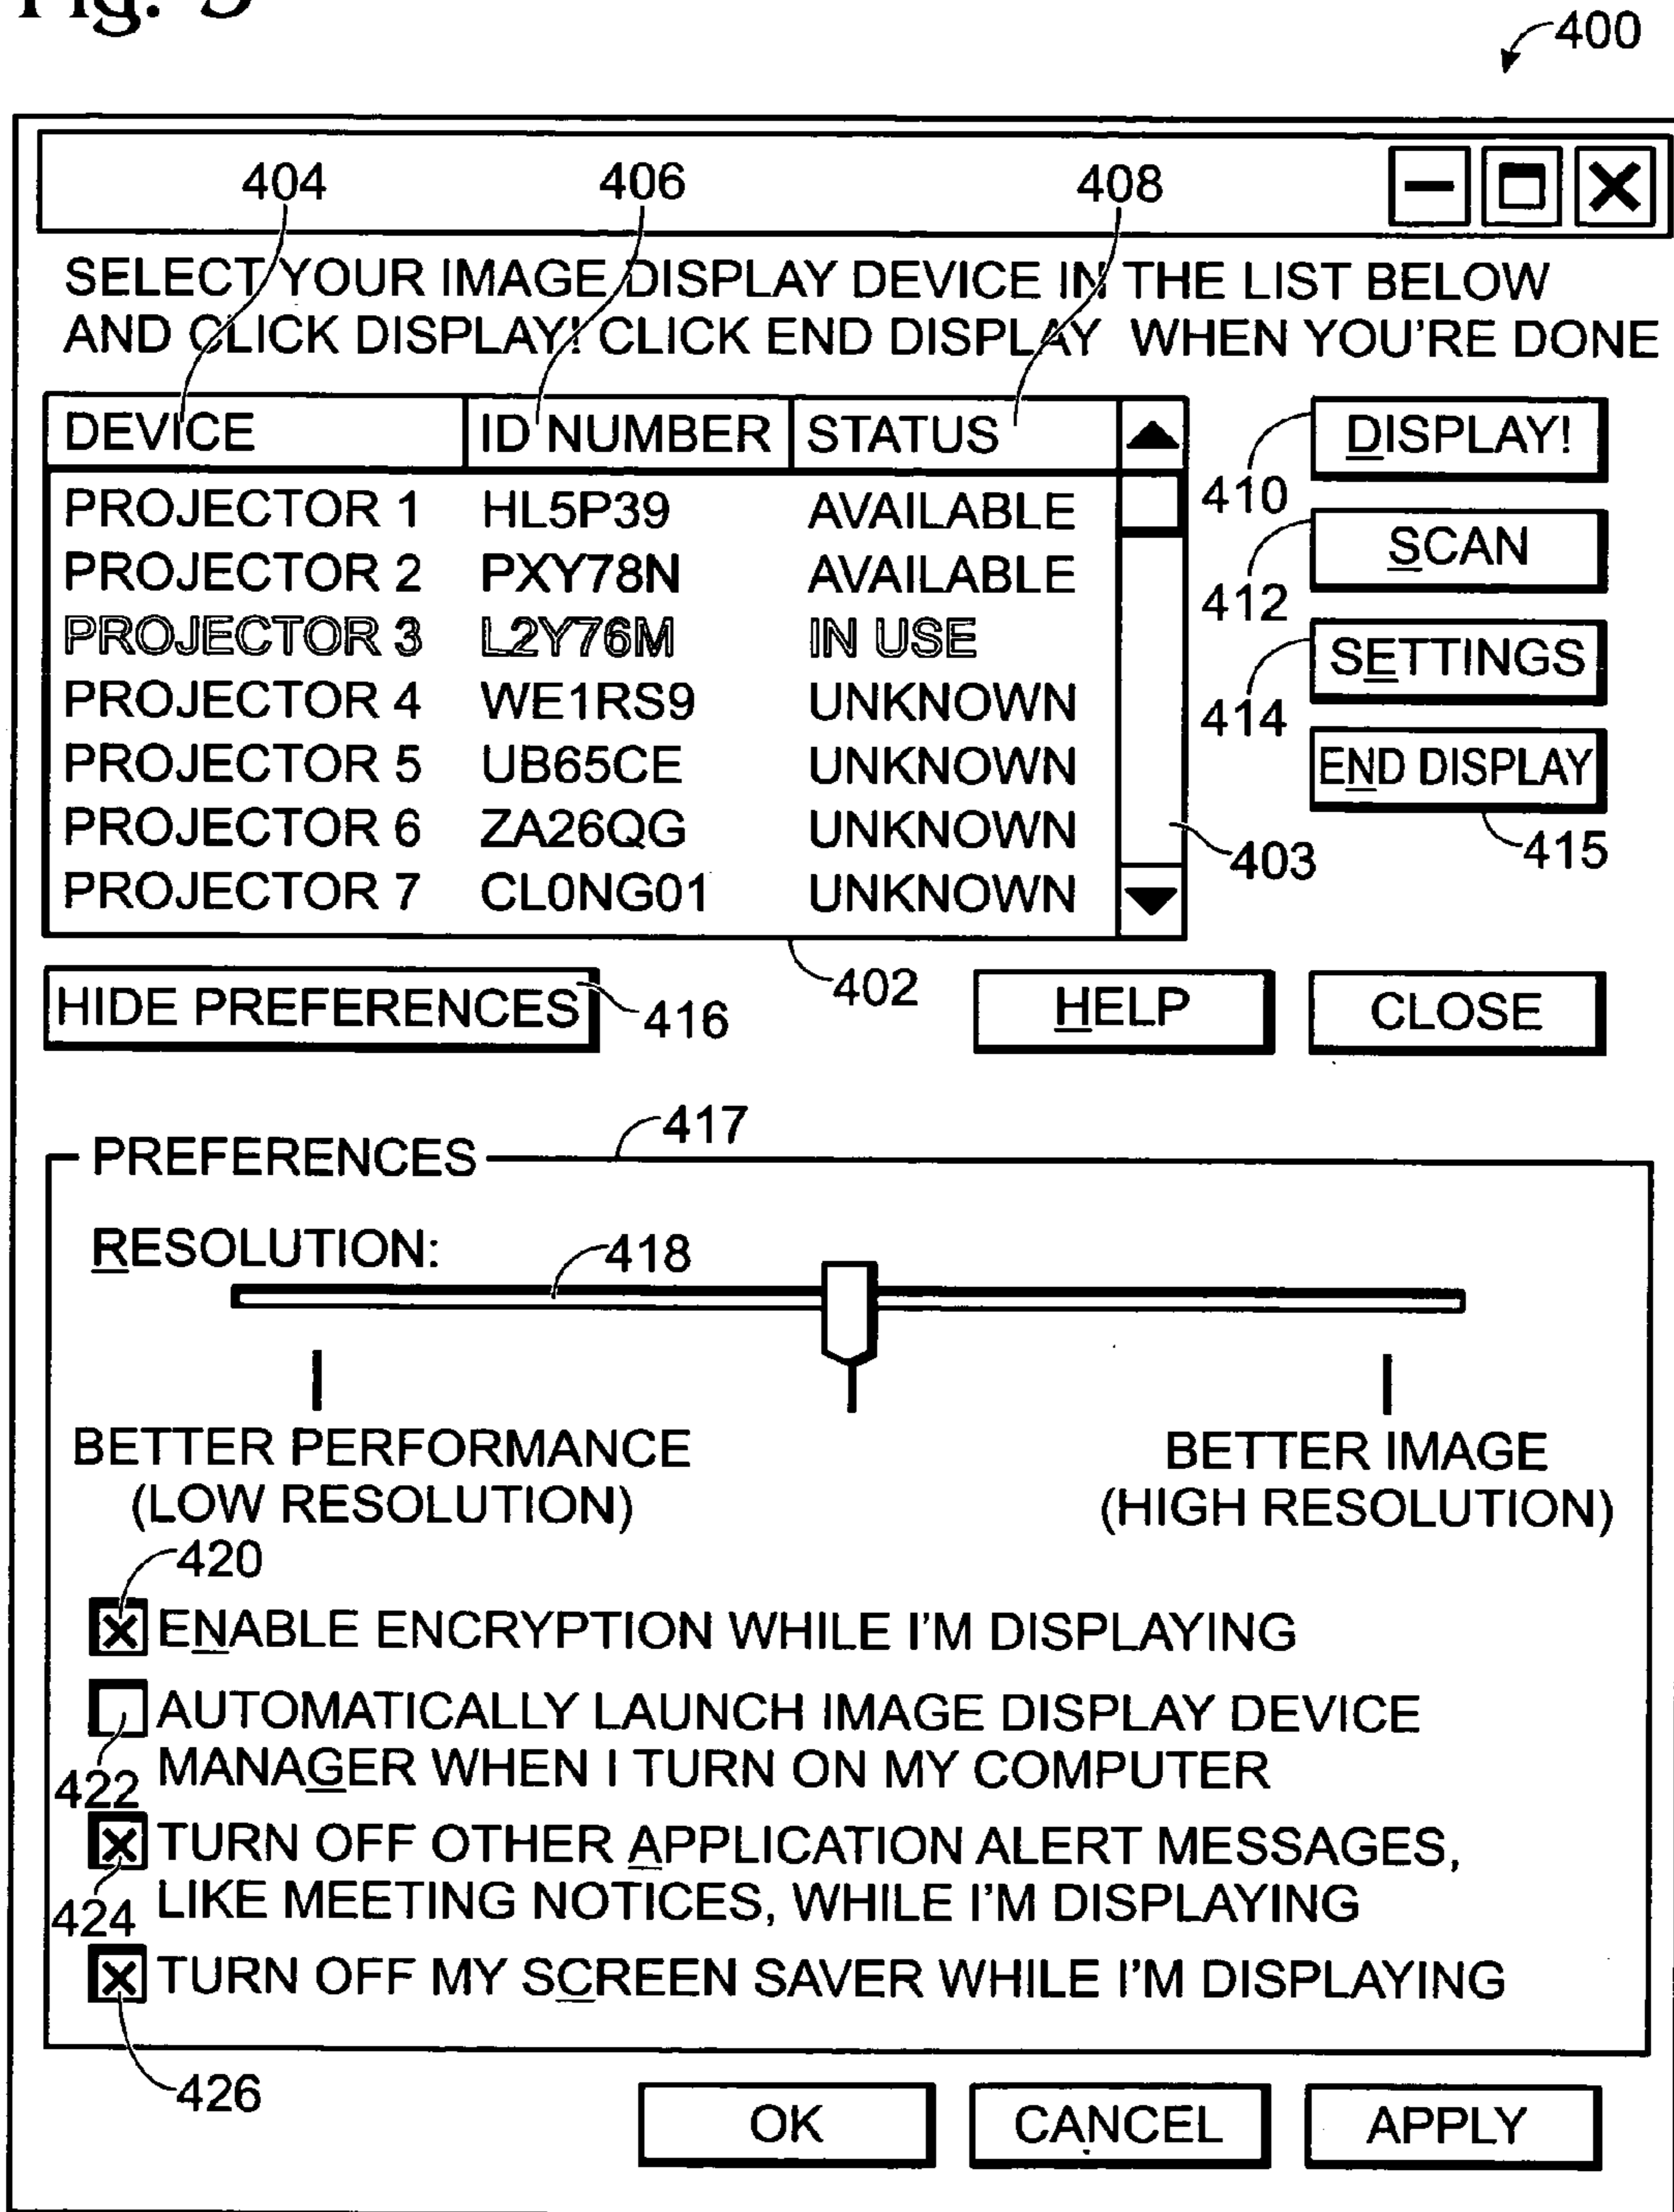 Fig. 5
400
404 406 408
SELECT YOUR IMAGE DISPLAY DEVICE IN THE LIST BELOW
AND CLICK DISPLAY! CLICK END DISPLAY WHEN YOU'RE DONE
DEVICE ID NUMBER STATUS
PROJECTOR 1 HL5P39 AVAILABLE
PROJECTOR 2 PXY78N AVAILABLE
PROJECTOR 3 L2Y76M IN USE
PROJECTOR 4 WE1RS9 UNKNOWN
PROJECTOR 5 UB65CE UNKNOWN
PROJECTOR 6 ZA26QG UNKNOWN
PROJECTOR 7 CL0NG01 UNKNOWN
410 DISPLAY!
412 SCAN
414 SETTINGS
END DISPLAY
403 415
402
HIDE PREFERENCES 416 HELP CLOSE
417
PREFERENCES
RESOLUTION: 418
BETTER PERFORMANCE
(LOW RESOLUTION)
BETTER IMAGE
(HIGH RESOLUTION)
420
ENABLE ENCRYPTION WHILE I'M DISPLAYING
AUTOMATICALLY LAUNCH IMAGE DISPLAY DEVICE
422 MANAGER WHEN I TURN ON MY COMPUTER
TURN OFF OTHER APPLICATION ALERT MESSAGES,
424 LIKE MEETING NOTICES, WHILE I'M DISPLAYING
TURN OFF MY SCREEN SAVER WHILE I'M DISPLAYING
426
OK CANCEL APPLY